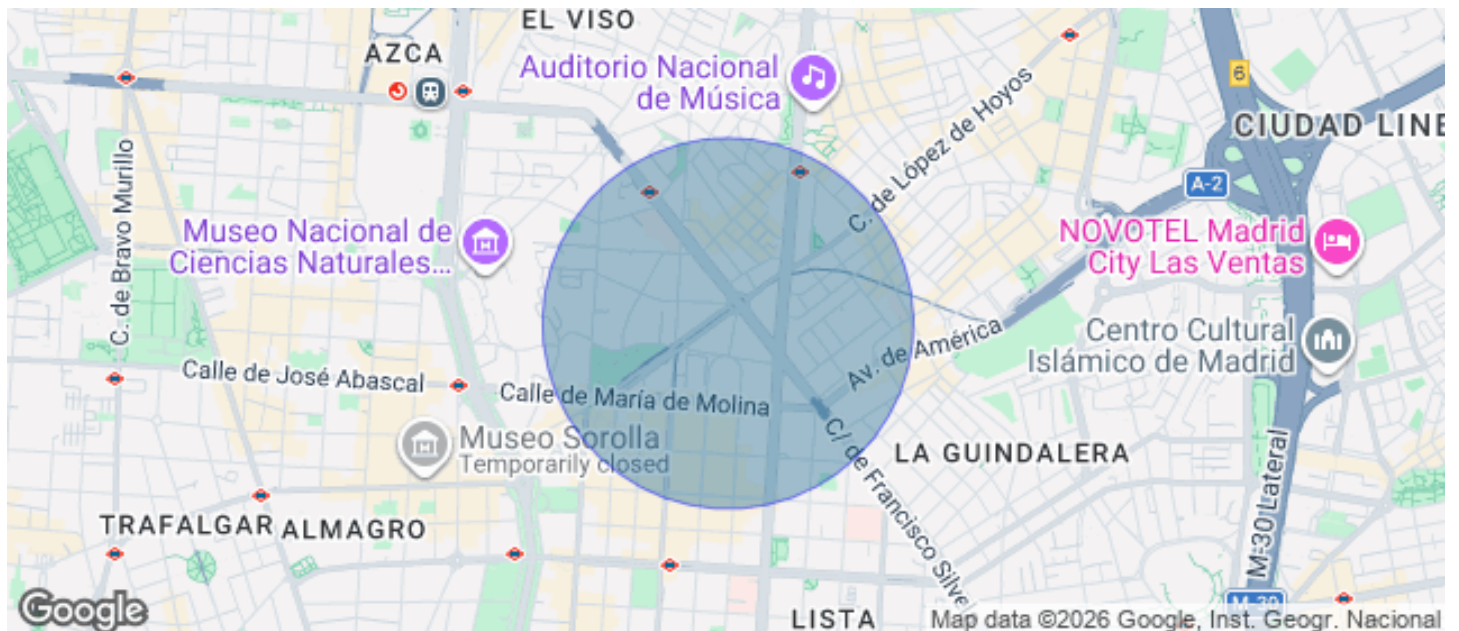 EL VISO
AZCA
Auditorio Nacional
de Música
6
CIUDAD LINE
C. de López de Hoyos
A-2
C. de Bravo Murillo
Museo Nacional de
Ciencias Naturales...
NOVOTEL Madrid
City Las Ventas
Centro Cultural
Islámico de Madrid
Av. de América
Calle de José Abascal
Calle de María de Molina
Museo Sorolla
Temporarily closed
C/ de Francisco Silve
LA GUINDALERA
M-30 Lateral
TRAFALGAR
ALMAGRO
M-30
Google
LISTA
Map data ©2026 Google, Inst. Geogr. Nacional